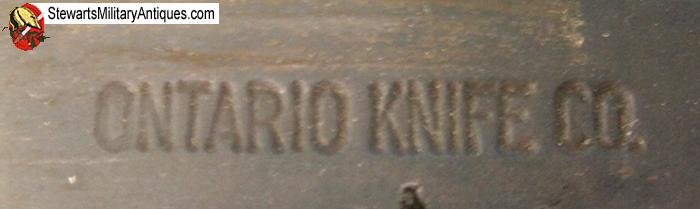 StewartsMilitaryAntiques.com
ONTARIO KNIFE CO.